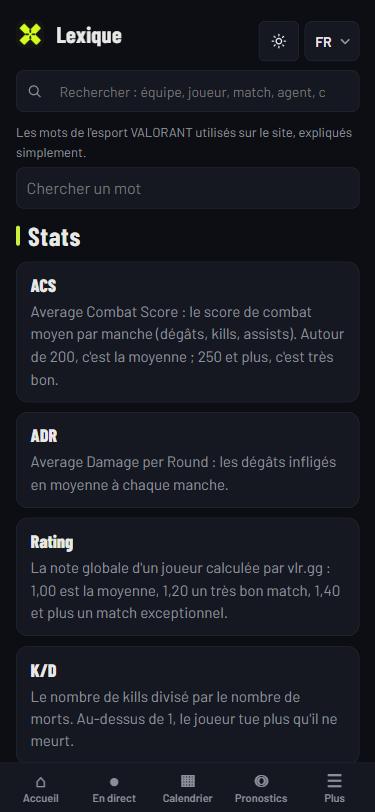 Lexique
FR
Rechercher : équipe, joueur, match, agent, c
Les mots de l'esport VALORANT utilisés sur le site, expliqués
simplement.
Chercher un mot
Stats
ACS
Average Combat Score : le score de combat
moyen par manche (dégâts, kills, assists). Autour
de 200, c'est la moyenne ; 250 et plus, c'est très
bon.
ADR
Average Damage per Round : les dégâts infligés
en moyenne à chaque manche.
Rating
La note globale d'un joueur calculée par vlr.gg :
1,00 est la moyenne, 1,20 un très bon match, 1,40
et plus un match exceptionnel.
K/D
Le nombre de kills divisé par le nombre de
morts. Au-dessus de 1, le joueur tue plus qu'il ne
meurt.
Accueil
En direct
Calendrier
Pronostics
Plus